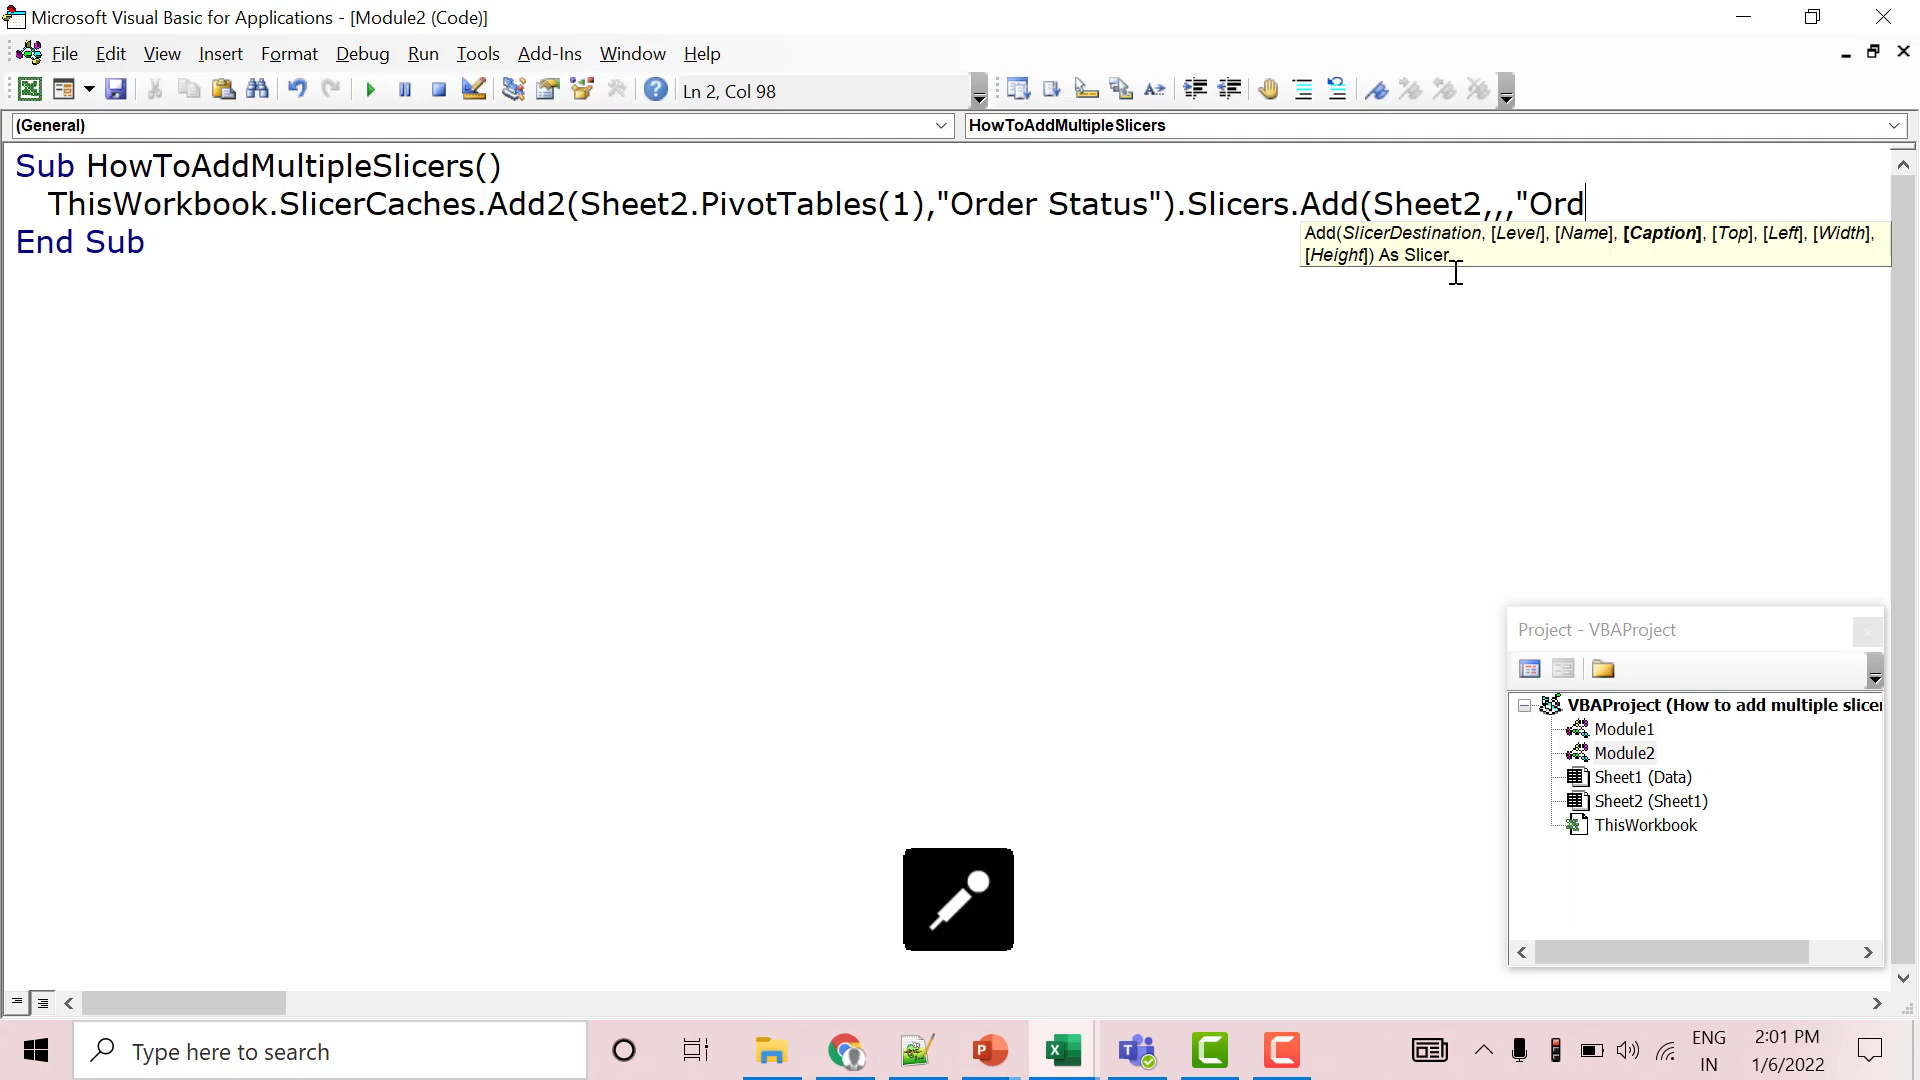 Microsoft Visual Basic for Applications - [Module2 (Code)]
File Edit View Insert Format Debug Run Tools Add-Ins Window Help
Ln 2, Col 98
(General) HowToAddMultipleSlicers
Sub HowToAddMultipleSlicers()
ThisWorkbook.SlicerCaches.Add2(Sheet2.PivotTables(1),"Order Status").Slicers.Add(Sheet2,,,"Ord
Add(SlicerDestination, [Level], [Name], [Caption], [Top], [Left], [Width],
[Height]) As Slicer
End Sub
Project - VBAProject
VBAProject (How to add multiple slicer
Module1
Module2
Sheet1 (Data)
Sheet2 (Sheet1)
ThisWorkbook
Type here to search
ENG
IN
2:01 PM
1/6/2022